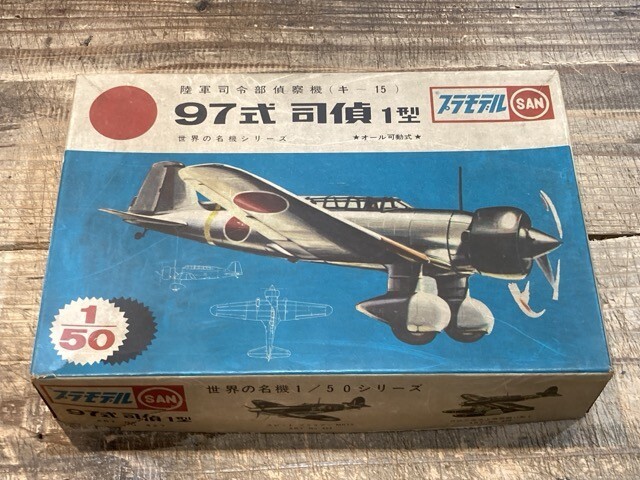 陸軍司令部偵察機(キー15)
97式 司偵 1型
世界の名機シリーズ ★オール可動式★
プラモデル SAN
1/50
プラモデル SAN
97式 司偵 1型
世界の名機1/50シリーズ